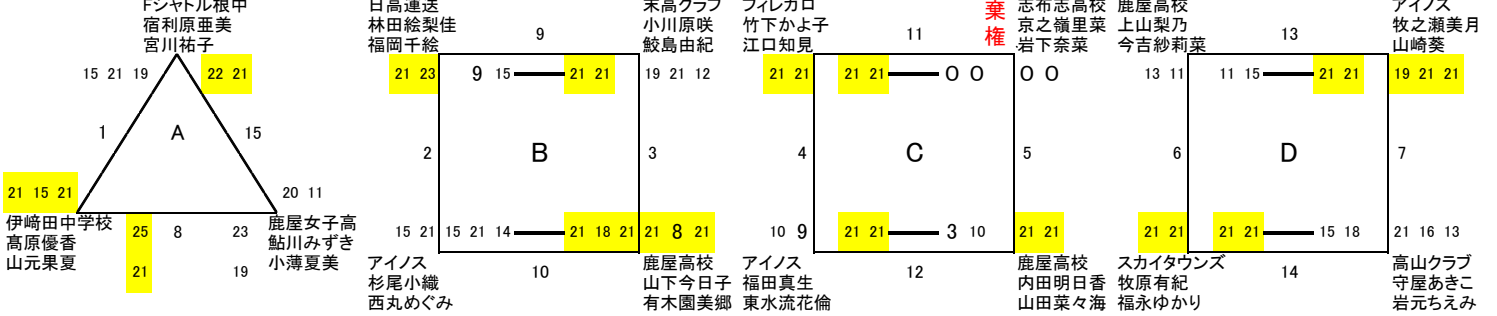 Fシャトル根中
宿利原亜美
宮川祐子
15 21 19
22 21
1
A
15
21 15 21
20 11
伊﨑田中学校
髙原優香
山元果夏
25 8 23
21 19
鹿屋女子高
鮎川みずき
小薄夏美
日高運送
林田絵梨佳
福岡千絵
9
末高クラブ
小川原咲
鮫島由紀
21 23
9 15
21 21
19 21 12
2
B
3
15 21
15 21 14
21 18 21
21 8 21
アイノス
杉尾小織
西丸めぐみ
10
鹿屋高校
山下今日子
有木園美郷
フィレガロ
竹下かよ子
江口知見
11
棄権
志布志高校
京之嶺里菜
岩下奈菜
21 21
21 21
0 0
0 0
4
C
5
10 9
21 21
3 10
21 21
アイノス
福田真生
東水流花倫
12
鹿屋高校
内田明日香
山田菜々海
鹿屋高校
上山梨乃
今吉紗莉菜
13
アイノス
牧之瀬美月
山崎葵
13 11
11 15
21 21
19 21 21
6
D
7
21 21
21 21
15 18
21 16 13
スカイタウンズ
牧原有紀
福永ゆかり
14
高山クラブ
守屋あきこ
岩元ちえみ